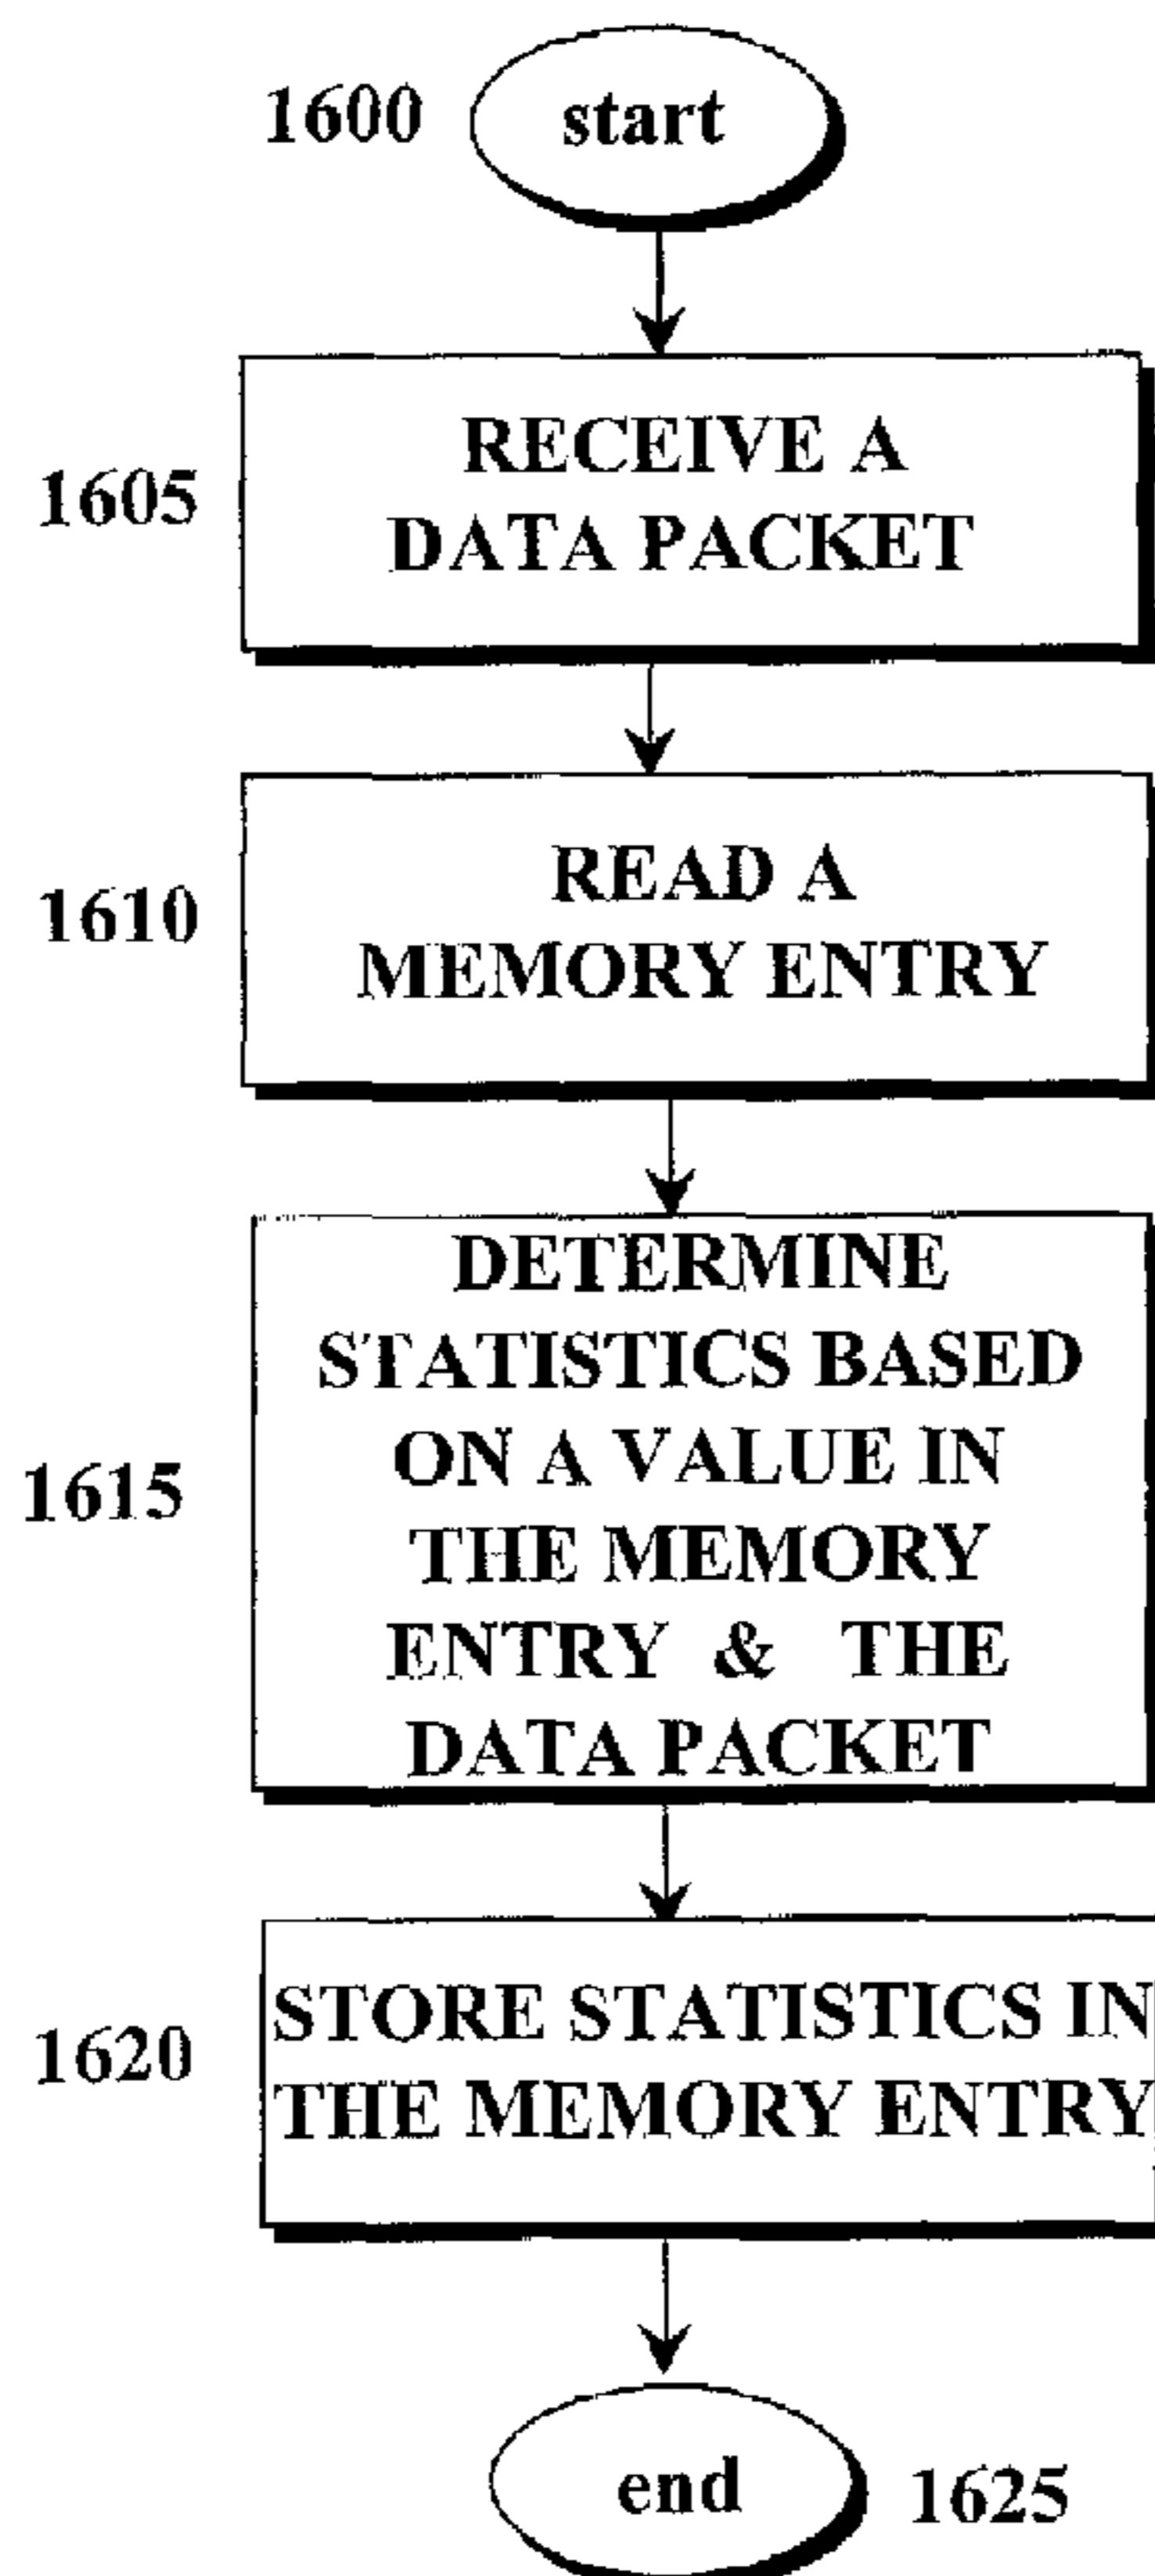 1600 start
1605
RECEIVE A
DATA PACKET
1610
READ A
MEMORY ENTRY
1615
DETERMINE
STATISTICS BASED
ON A VALUE IN
THE MEMORY
ENTRY & THE
DATA PACKET
1620
STORE STATISTICS IN
THE MEMORY ENTRY
end 1625